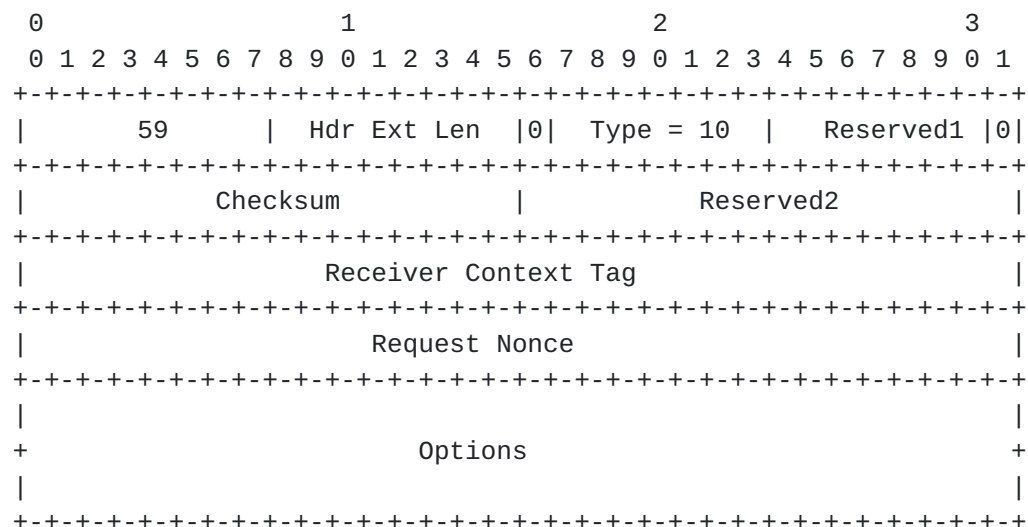 0                   1                   2                   3
 0 1 2 3 4 5 6 7 8 9 0 1 2 3 4 5 6 7 8 9 0 1 2 3 4 5 6 7 8 9 0 1
+-+-+-+-+-+-+-+-+-+-+-+-+-+-+-+-+-+-+-+-+-+-+-+-+-+-+-+-+-+-+-+-+
|       59      |  Hdr Ext Len  |0|  Type = 10  |   Reserved1 |0|
+-+-+-+-+-+-+-+-+-+-+-+-+-+-+-+-+-+-+-+-+-+-+-+-+-+-+-+-+-+-+-+-+
|            Checksum           |           Reserved2           |
+-+-+-+-+-+-+-+-+-+-+-+-+-+-+-+-+-+-+-+-+-+-+-+-+-+-+-+-+-+-+-+-+
|                   Receiver Context Tag                        |
+-+-+-+-+-+-+-+-+-+-+-+-+-+-+-+-+-+-+-+-+-+-+-+-+-+-+-+-+-+-+-+-+
|                      Request Nonce                            |
+-+-+-+-+-+-+-+-+-+-+-+-+-+-+-+-+-+-+-+-+-+-+-+-+-+-+-+-+-+-+-+-+
|                                                               |
+                         Options                               +
|                                                               |
+-+-+-+-+-+-+-+-+-+-+-+-+-+-+-+-+-+-+-+-+-+-+-+-+-+-+-+-+-+-+-+-+